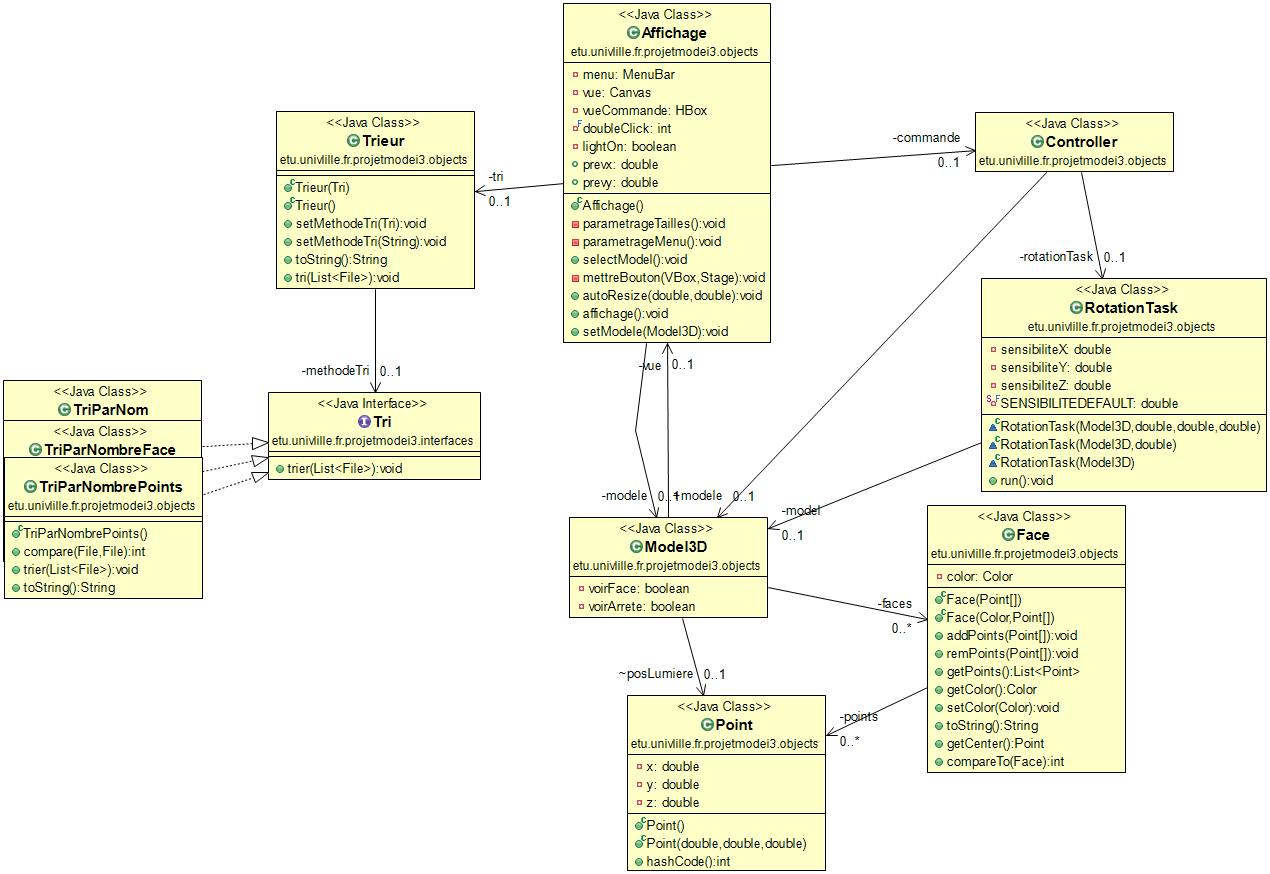 <<Java Class>>
Affichage
etu.univlille.fr.projetmodei3.objects
menu: MenuBar
vue: Canvas
vueCommande: HBox
doubleClick: int
lightOn: boolean
prevx: double
prevy: double
Affichage()
parametrageTailles():void
parametrageMenu():void
selectModel():void
mettreBouton(VBox,Stage):void
autoResize(double,double):void
affichage():void
setModele(Model3D):void
<<Java Class>>
Trieur
etu.univlille.fr.projetmodei3.objects
Trieur(Tri)
Trieur()
setMethodeTri(Tri):void
setMethodeTri(String):void
toString():String
tri(List<File>):void
-tri
0..1
-commande
0..1
<<Java Class>>
Controller
etu.univlille.fr.projetmodei3.objects
-rotationTask
0..1
<<Java Class>>
RotationTask
etu.univlille.fr.projetmodei3.objects
sensibiliteX: double
sensibiliteY: double
sensibiliteZ: double
SENSIBILITEDEFAULT: double
RotationTask(Model3D,double,double,double)
RotationTask(Model3D,double)
RotationTask(Model3D)
run():void
-methodeTri
0..1
-vue
0..1
<<Java Class>>
TriParNom
<<Java Class>>
TriParNombreFace
<<Java Class>>
TriParNombrePoints
etu.univlille.fr.projetmodei3.objects
TriParNombrePoints()
compare(File,File):int
trier(List<File>):void
toString():String
<<Java Interface>>
Tri
etu.univlille.fr.projetmodei3.interfaces
trier(List<File>):void
-modele
0..1
+modele
0..1
-model
0..1
<<Java Class>>
Model3D
etu.univlille.fr.projetmodei3.objects
voirFace: boolean
voirArrete: boolean
-faces
0..*
<<Java Class>>
Face
etu.univlille.fr.projetmodei3.objects
color: Color
Face(Point[])
Face(Color,Point[])
addPoints(Point[]):void
remPoints(Point[]):void
getPoints():List<Point>
getColor():Color
setColor(Color):void
toString():String
getCenter():Point
compareTo(Face):int
~posLumiere
0..1
-points
0..*
<<Java Class>>
Point
etu.univlille.fr.projetmodei3.objects
x: double
y: double
z: double
Point()
Point(double,double,double)
hashCode():int